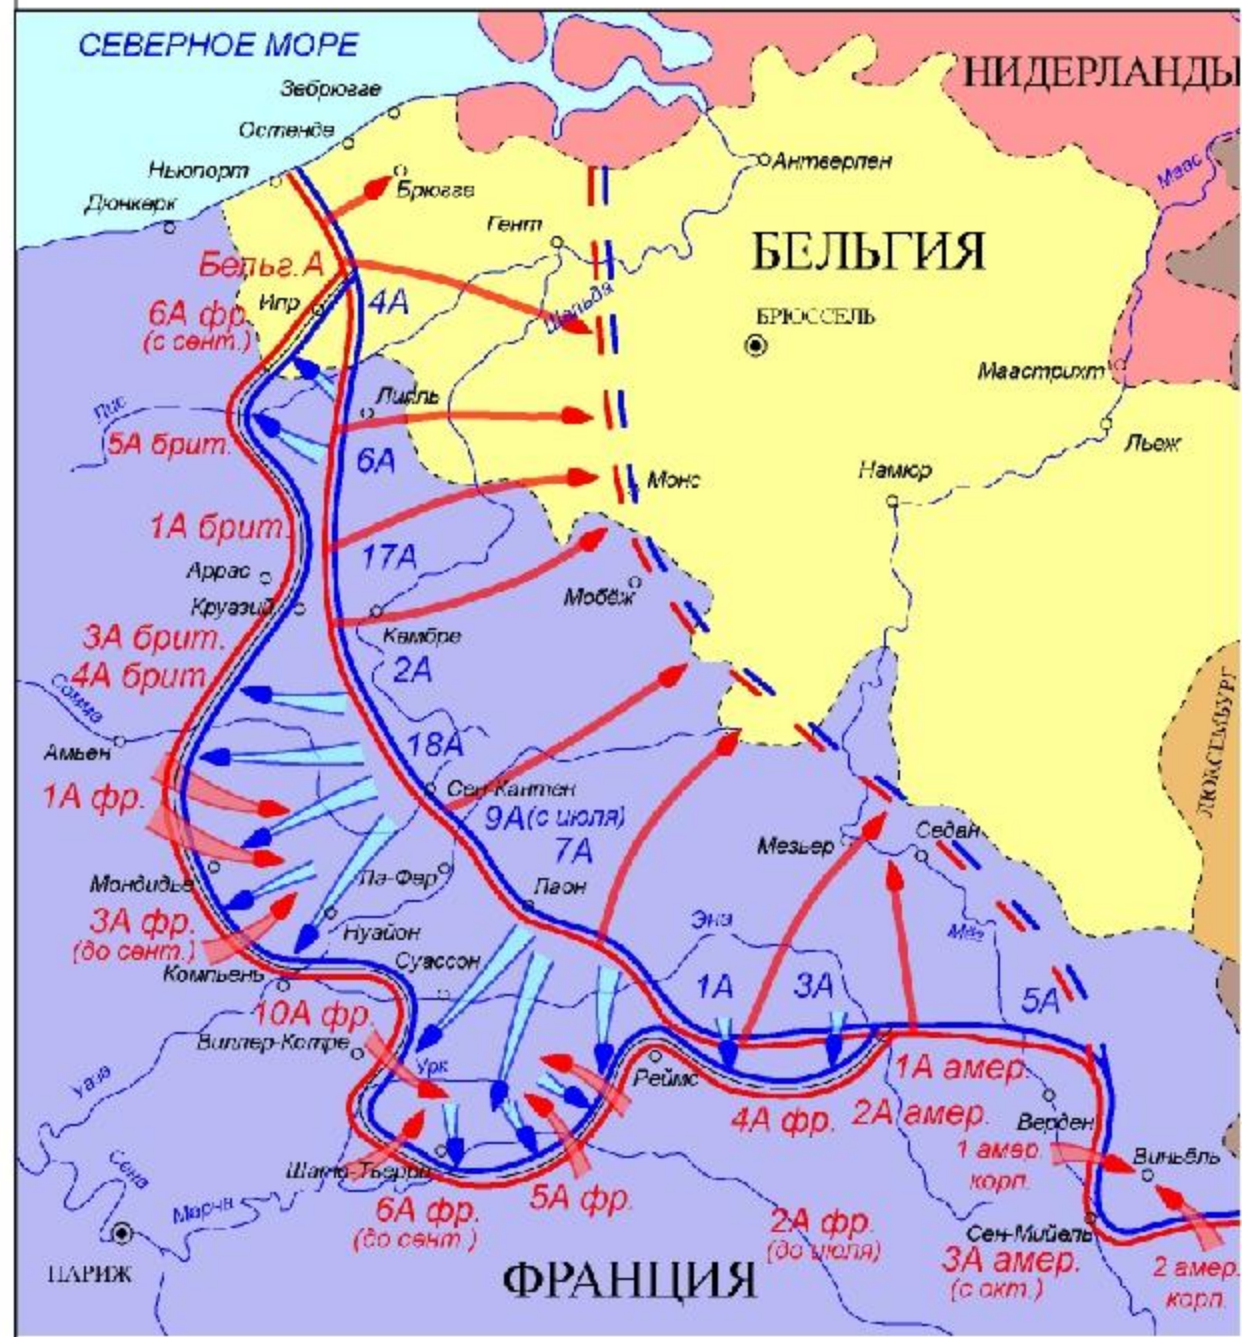 СЕВЕРНОЕ МОРЕ
НИДЕРЛАНДЫ
Зебрюгге
Остенде
Ньюпорт
Дюнкерк
Брюгге
Антверпен
Маас
Гент
БЕЛЬГИЯ
Бельг. А
Ипр
4А
6А фр.
(с сент.)
Шельда
БРЮССЕЛЬ
Маастрихт
Лилль
Лис
5А брит.
6А
Льеж
Намюр
Монс
1А брит.
17А
Аррас
Круазий
Мобёж
Камбре
3А брит.
4А брит.
2А
Сомма
18А
Амьен
ЛЮКСЕМБУРГ
1А фр.
Сен-Кантен
9А (с июля)
7А
Мезьер
Седан
Мондидье
Ла-Фер
Лаон
3А фр.
(до сент.)
Нуайон
Эна
Маз
Компьень
Суассон
1А
3А
5А
10А фр.
Виллер-Котре
Урк
Уаза
Реймс
1А амер.
4А фр.
2А амер.
Верден
Сена
Шато-Тьерри
1 амер.
корп.
Виньёль
Марна
6А фр.
(до сент.)
5А фр.
2А фр.
(до июля)
Сен-Мийель
ПАРИЖ
ФРАНЦИЯ
3А амер.
(с окт.)
2 амер.
корп.